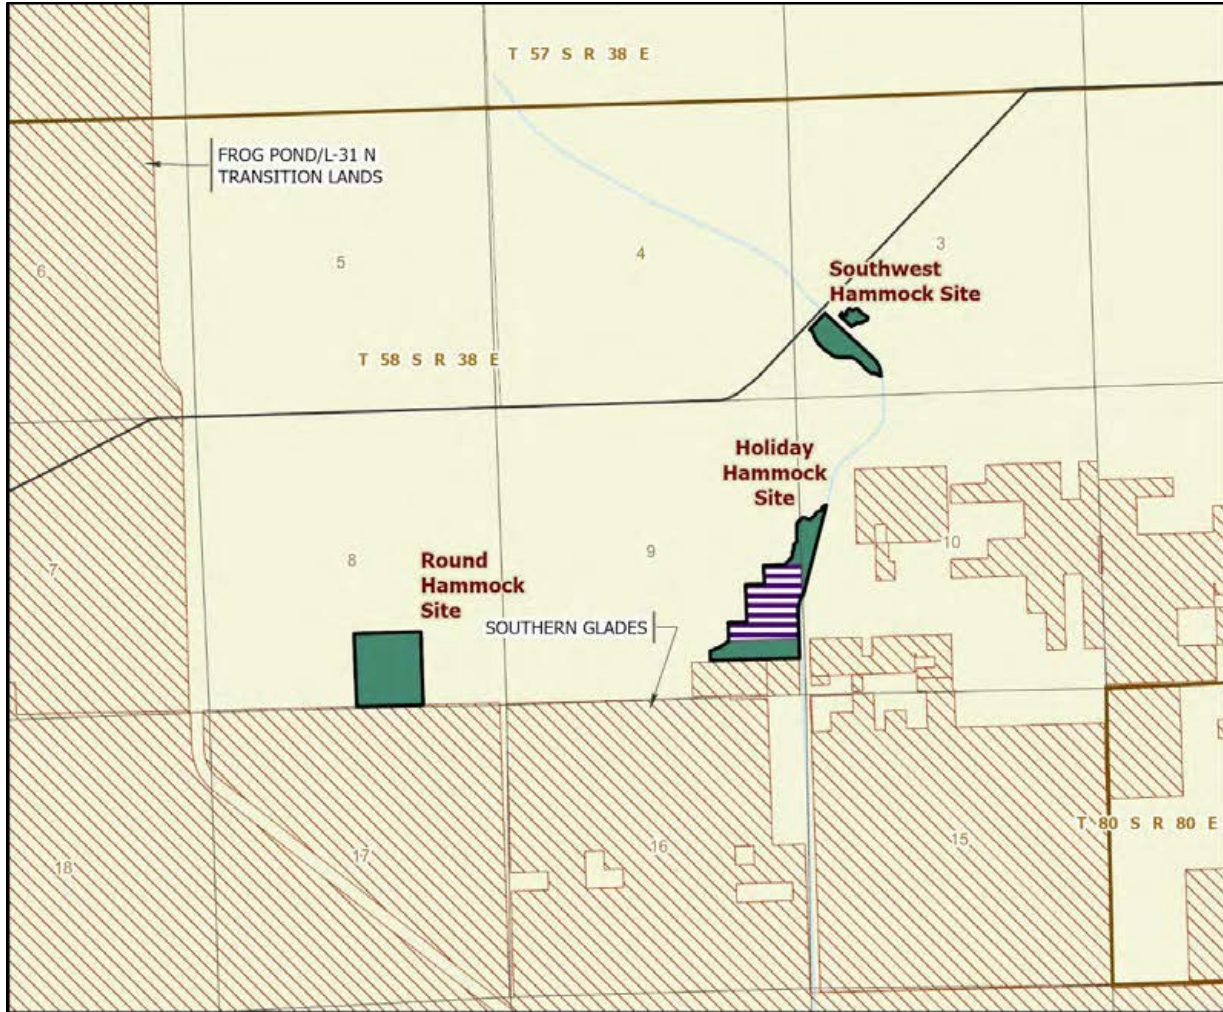 T 57 S R 38 E
FROG POND/L-31 N
TRANSITION LANDS
6
5
4
3
Southwest
Hammock Site
T 58 S R 38 E
Holiday
Hammock
Site
7
8
Round
Hammock
Site
9
10
SOUTHERN GLADES
18
17
16
15
T 80 S R 80 E